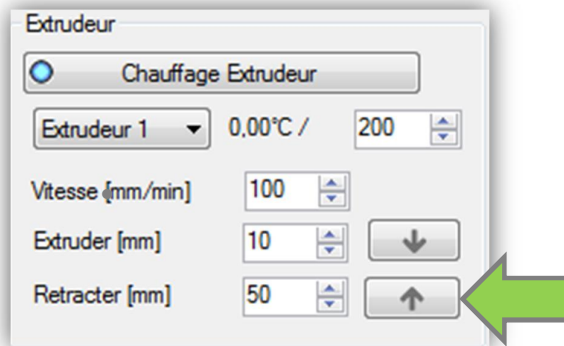 Extrudeur
Chauffage Extrudeur
Extrudeur 1 0,00°C / 200
Vitesse [mm/min] 100
Extruder [mm] 10
Retracter [mm] 50